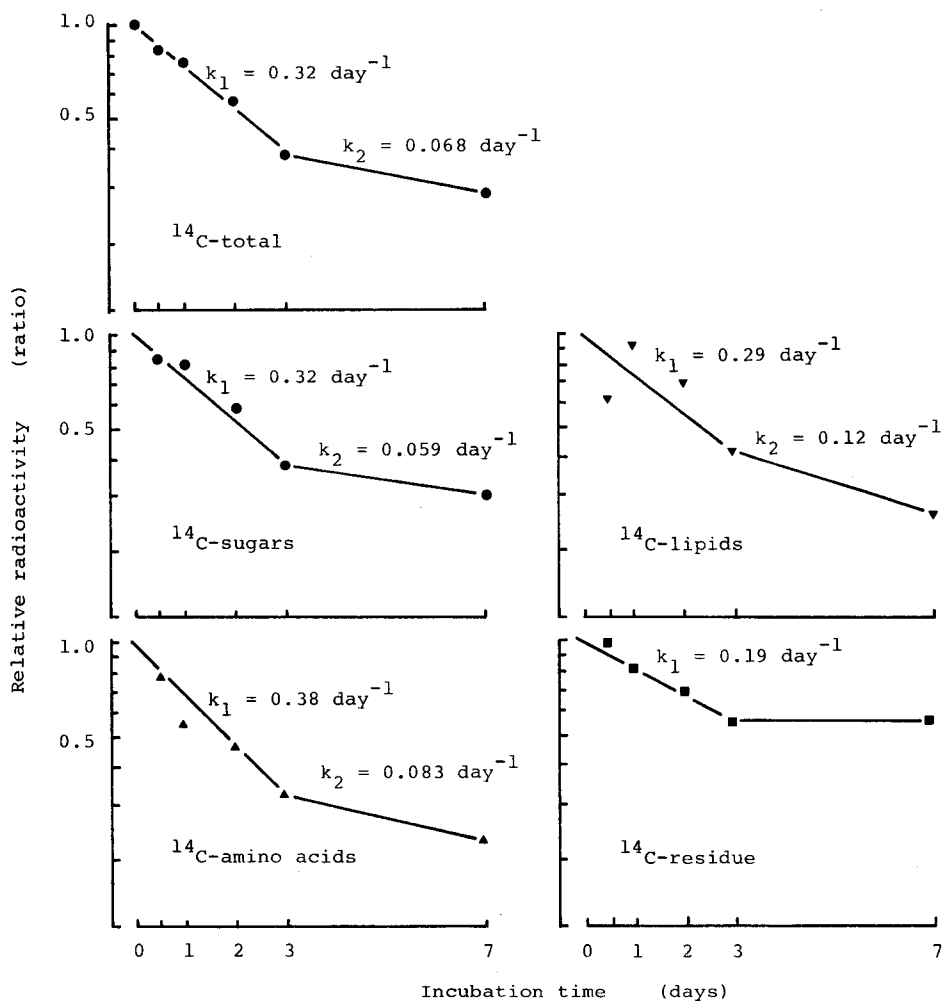 Relative radioactivity (ratio)
1.0
0.5
k1 = 0.32 day-1
k2 = 0.068 day-1
14C-total
1.0
0.5
k1 = 0.32 day-1
k2 = 0.059 day-1
14C-sugars
k1 = 0.29 day-1
k2 = 0.12 day-1
14C-lipids
1.0
0.5
k1 = 0.38 day-1
k2 = 0.083 day-1
14C-amino acids
k1 = 0.19 day-1
14C-residue
0 1 2 3 7
0 1 2 3 7
Incubation time (days)